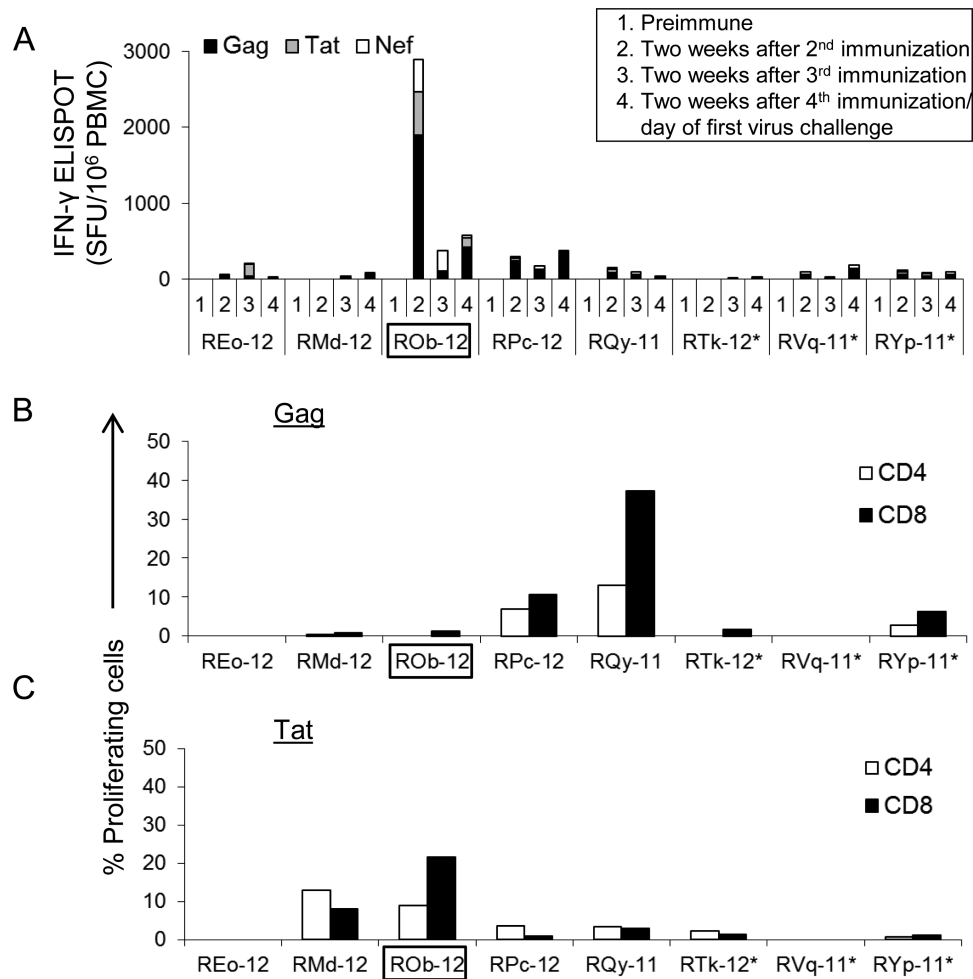 A
Gag Tat Nef
1. Preimmune
2. Two weeks after 2nd immunization
3. Two weeks after 3rd immunization
4. Two weeks after 4th immunization/
day of first virus challenge
IFN-γ ELISPOT
(SFU/10⁶ PBMC)
3000
2000
1000
0
1 2 3 4 1 2 3 4 1 2 3 4 1 2 3 4 1 2 3 4 1 2 3 4 1 2 3 4 1 2 3 4
REo-12 RMd-12 ROb-12 RPc-12 RQy-11 RTk-12* RVq-11* RYp-11*
B
Gag
% Proliferating cells
50
40
30
20
10
0
CD4
CD8
REo-12 RMd-12 ROb-12 RPc-12 RQy-11 RTk-12* RVq-11* RYp-11*
C
Tat
50
40
30
20
10
0
CD4
CD8
REo-12 RMd-12 ROb-12 RPc-12 RQy-11 RTk-12* RVq-11* RYp-11*